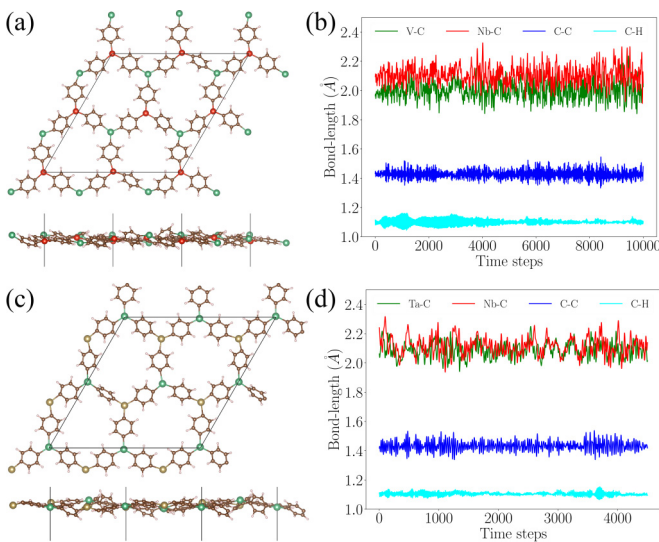 (a)
(b)
V-C Nb-C C-C C-H
2.4
2.2
2.0
1.8
1.6
1.4
1.2
1.0
Bond-length (Å)
0 2000 4000 6000 8000 10000
Time steps
(c)
(d)
Ta-C Nb-C C-C C-H
2.4
2.2
2.0
1.8
1.6
1.4
1.2
1.0
Bond-length (Å)
0 1000 2000 3000 4000
Time steps